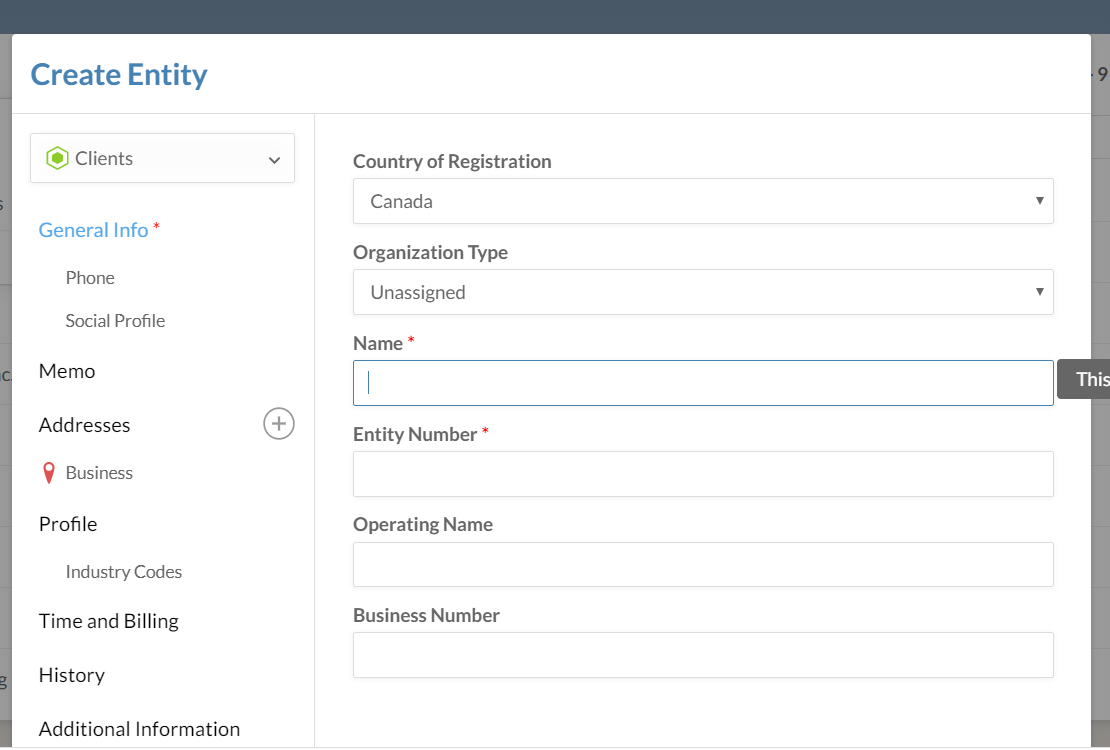 Create Entity
9
Clients
General Info *
Phone
Social Profile
Memo
Addresses
Business
Profile
Industry Codes
Time and Billing
History
Additional Information
Country of Registration
Canada
Organization Type
Unassigned
Name *
This
Entity Number *
Operating Name
Business Number